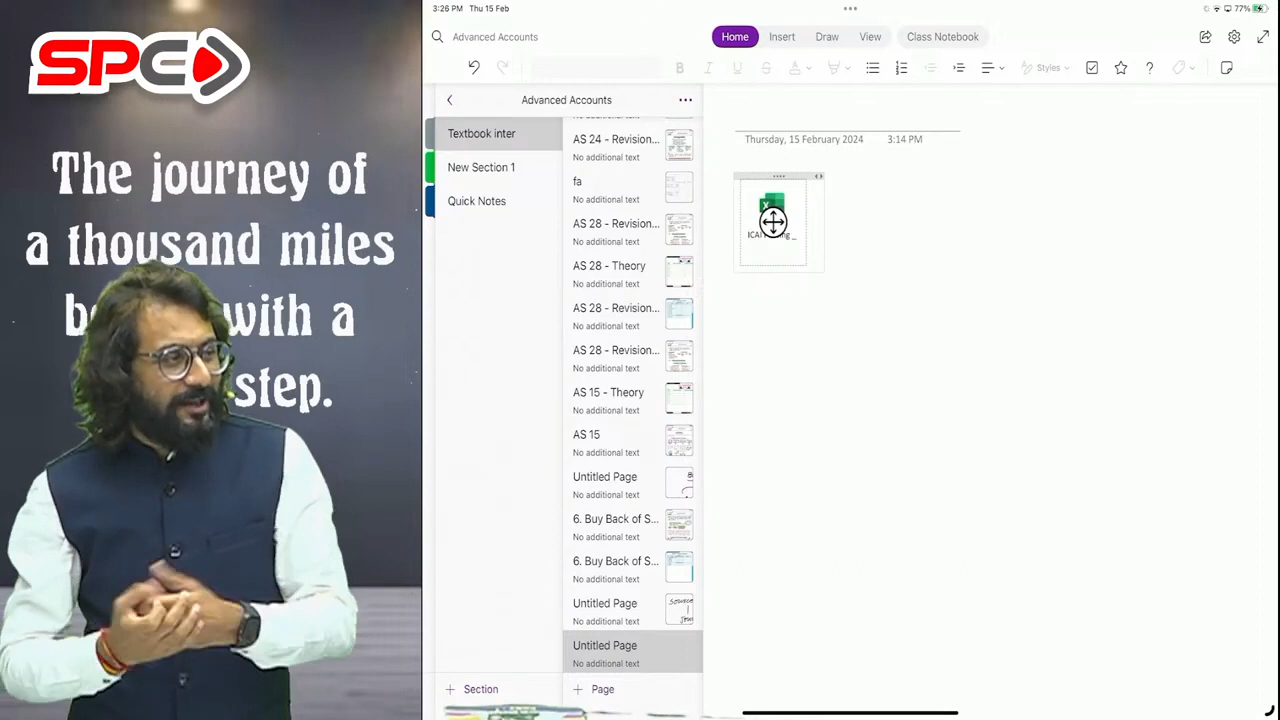 3:26 PM Thu 15 Feb
77%
SPE
The journey of
a thousand miles
with a
step.
Advanced Accounts
Home
Insert
Draw
View
Class Notebook
Styles
Advanced Accounts
Textbook inter
New Section 1
Quick Notes
No additional text
AS 24 - Revision...
No additional text
fa
No additional text
AS 28 - Revision...
No additional text
AS 28 - Theory
No additional text
AS 28 - Revision...
No additional text
AS 28 - Revision...
No additional text
AS 15 - Theory
No additional text
AS 15
No additional text
Untitled Page
No additional text
6. Buy Back of S...
No additional text
6. Buy Back of S...
No additional text
Untitled Page
No additional text
Untitled Page
No additional text
+ Section
+ Page
Thursday, 15 February 2024 3:14 PM